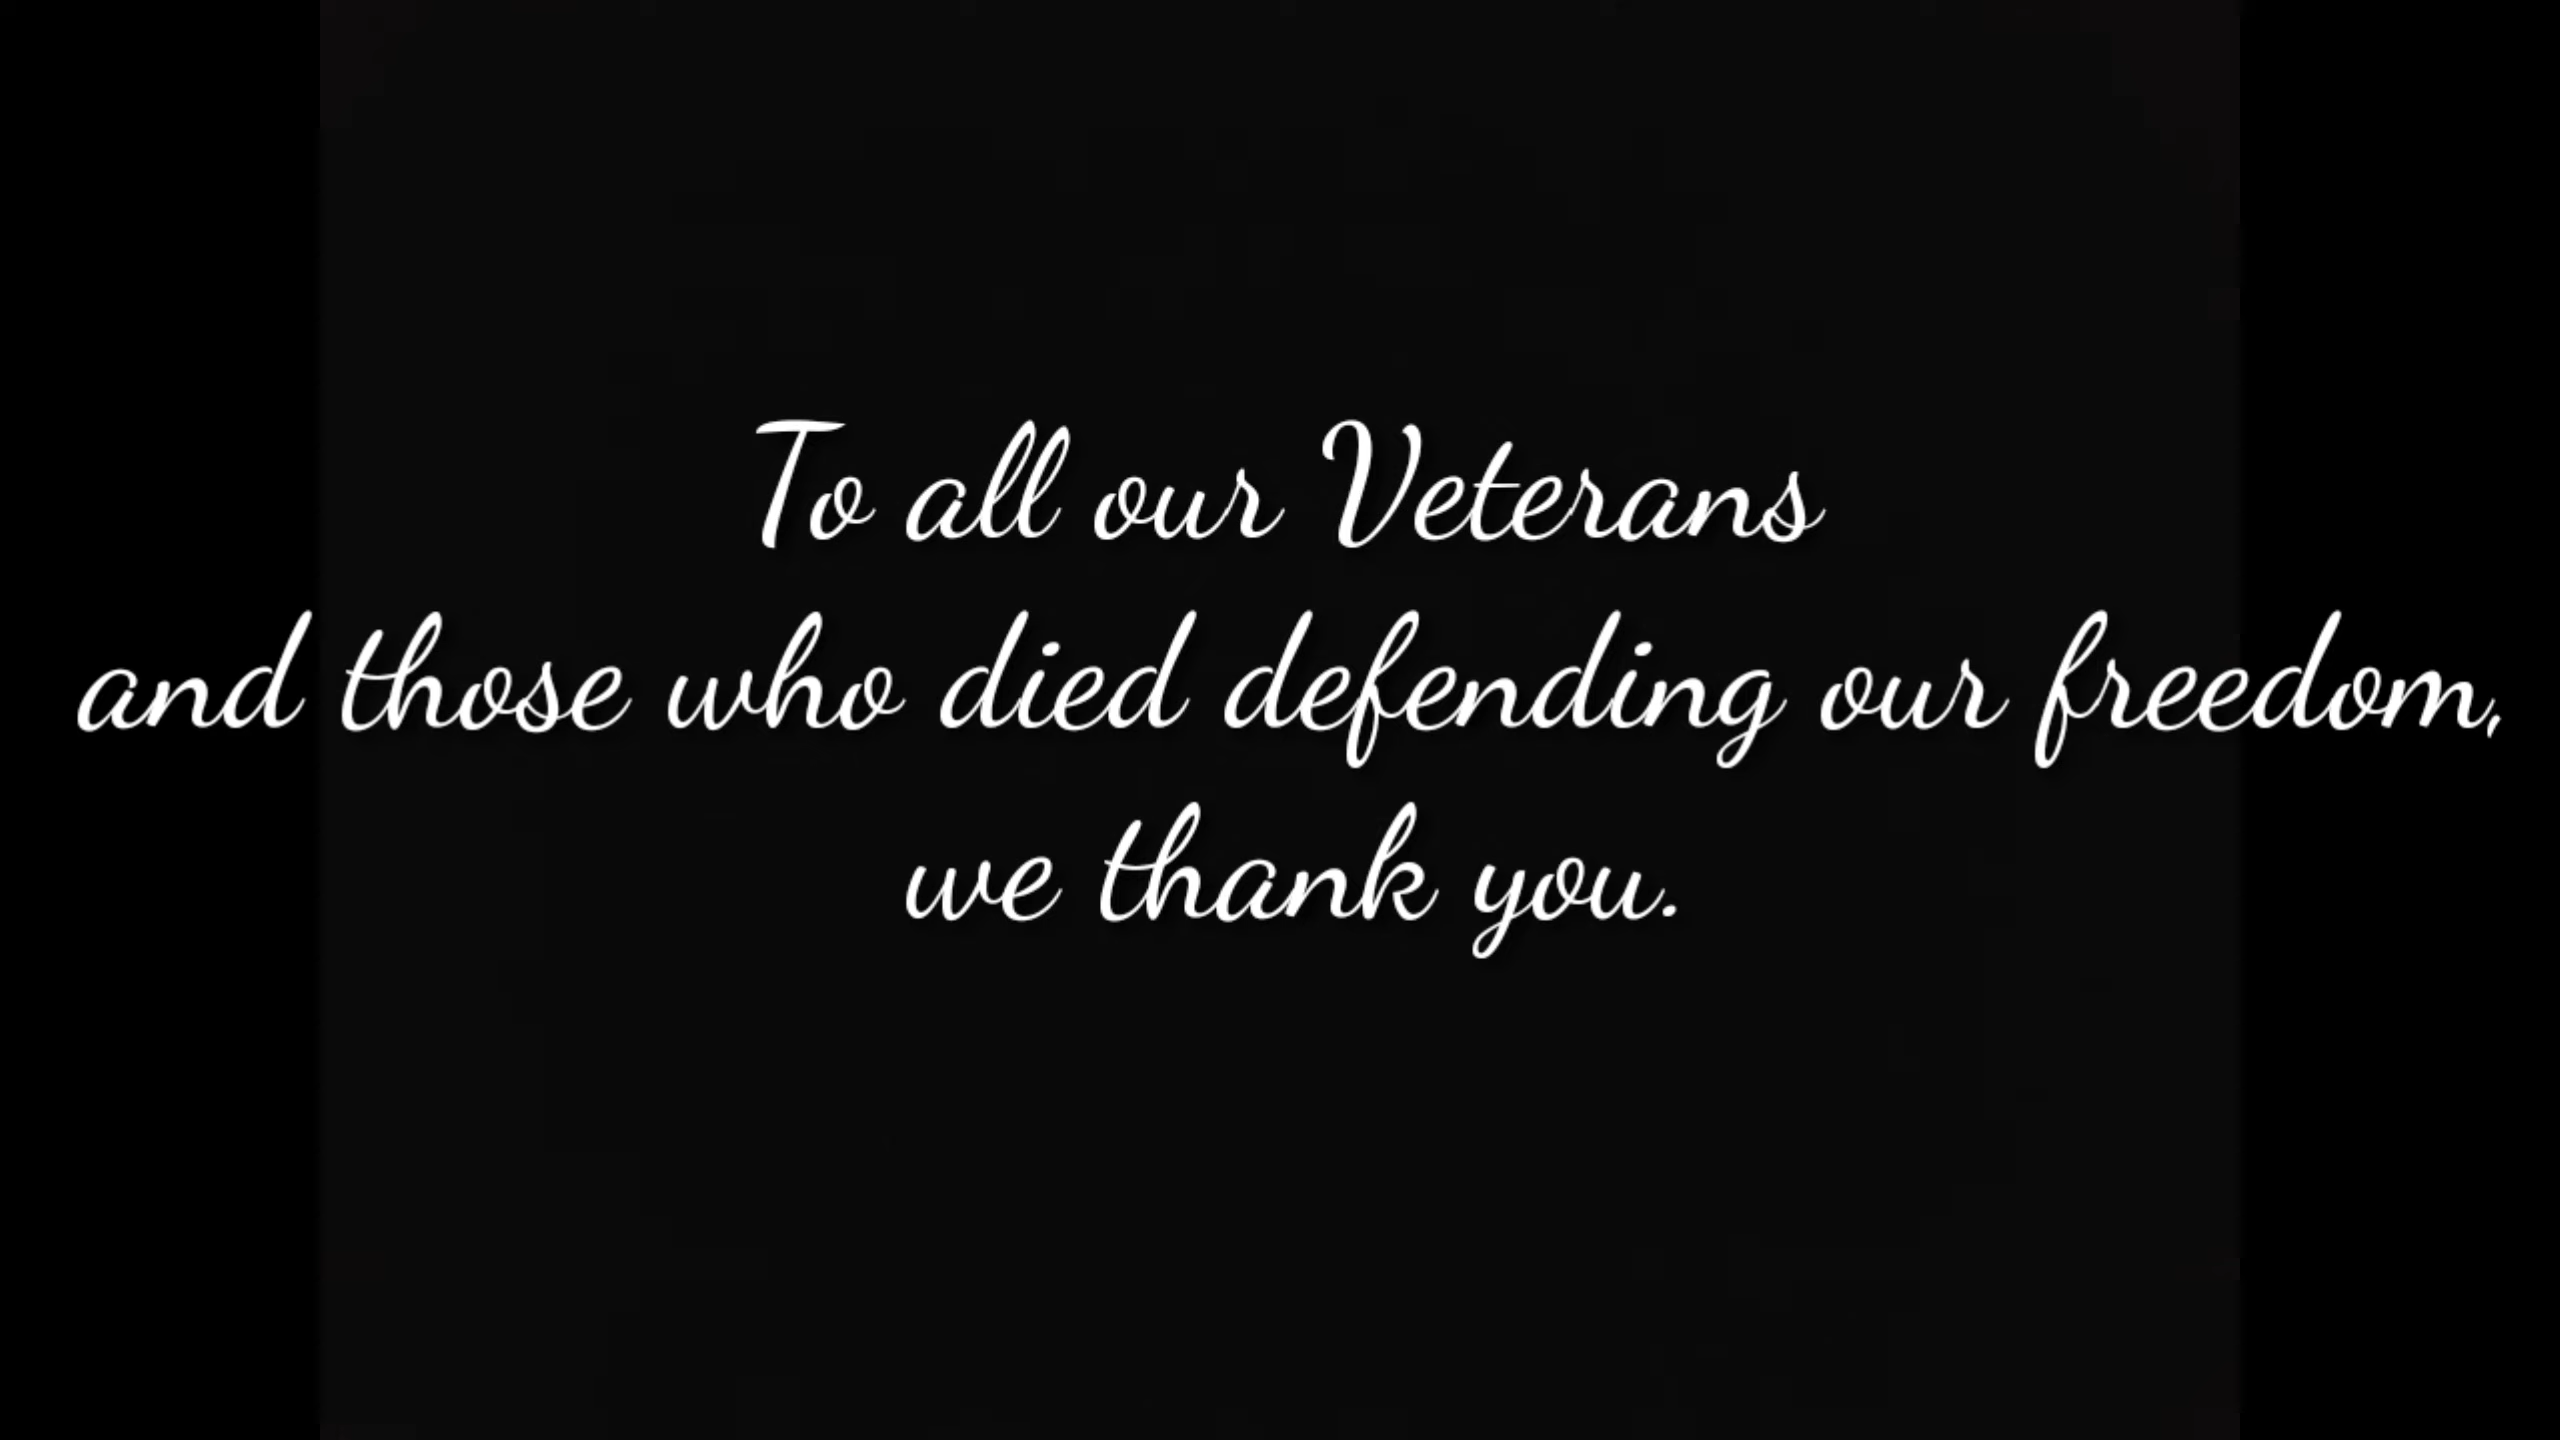 To all our Veterans
and those who died defending our freedom,
we thank you.